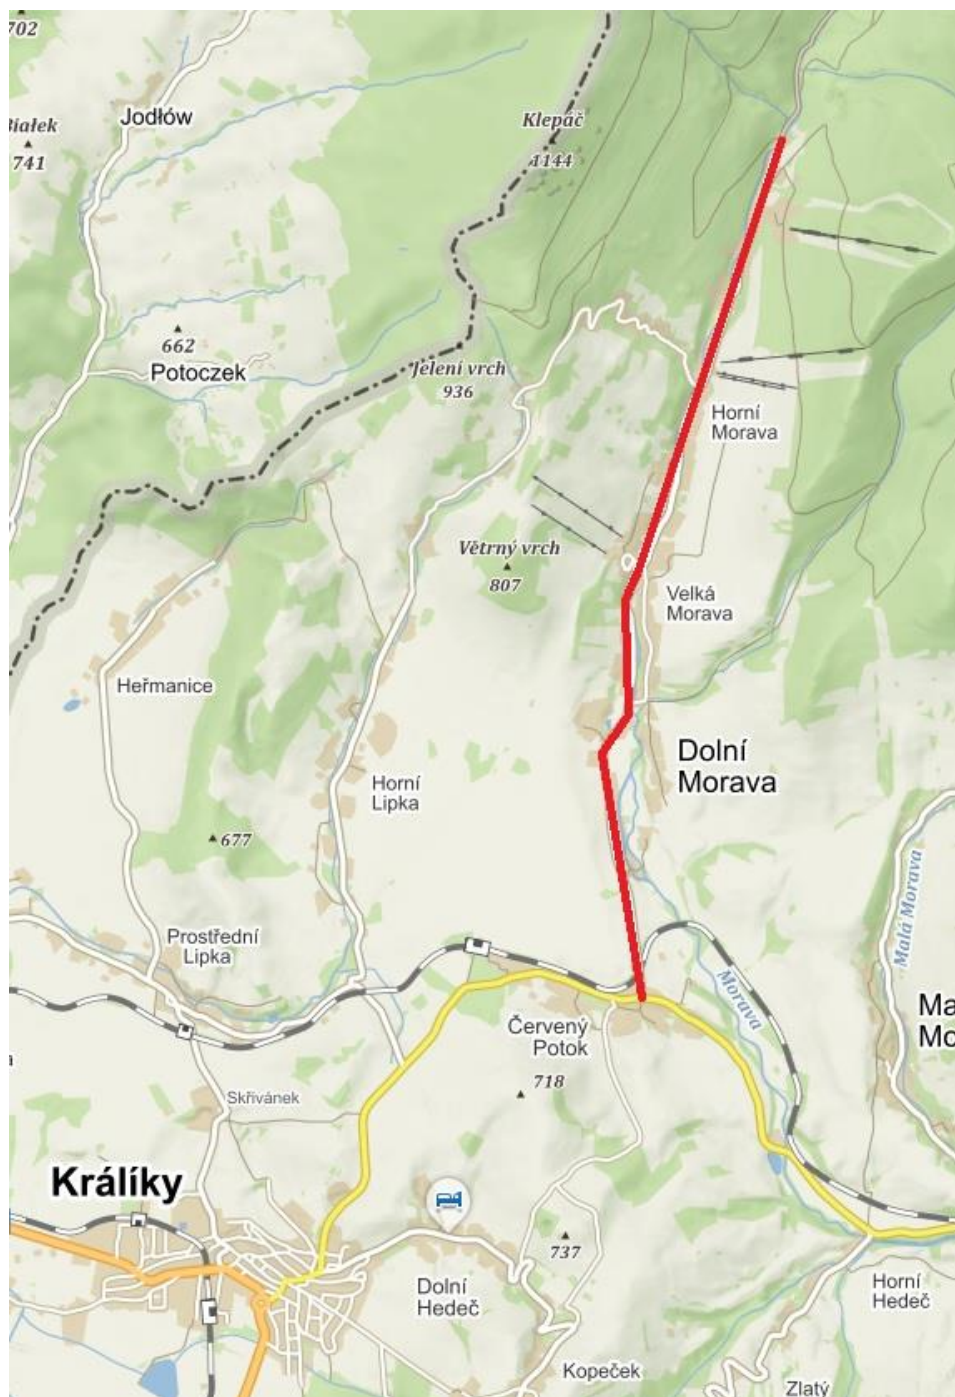 702
Jodłów
Białek
741
Klepáč
1144
662
Potoczek
Jelení vrch
936
Horní
Morava
Větrný vrch
807
Velká
Morava
Heřmanice
Dolní
Morava
Horní
Lipka
677
Malá Morava
Prostřední
Lipka
Morava
Ma
Mo
Červený
Potok
718
Skřivánek
Králíky
737
Dolní
Hedeč
Horní
Hedeč
Kopeček
Zlatý